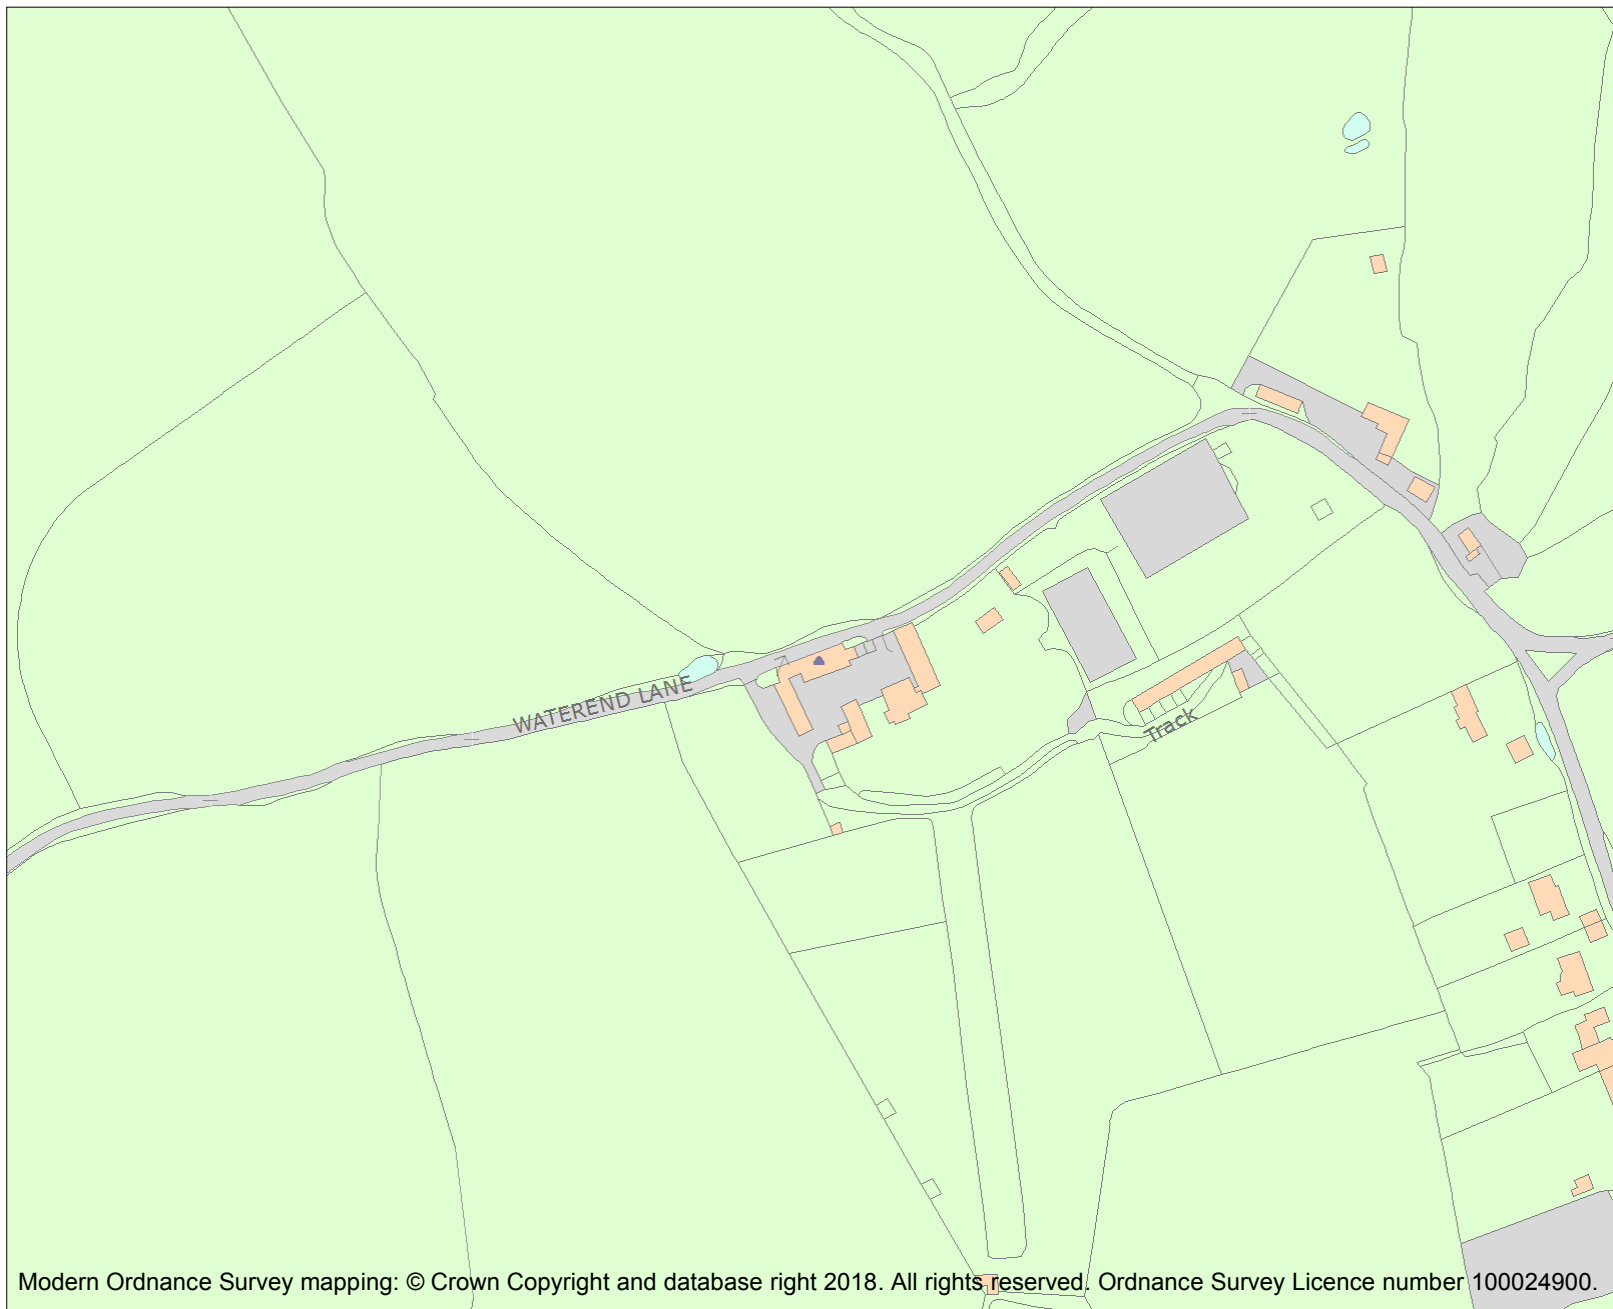 WATEREND LANE
Track
Modern Ordnance Survey mapping: © Crown Copyright and database right 2018. All rights reserved. Ordnance Survey Licence number 100024900.